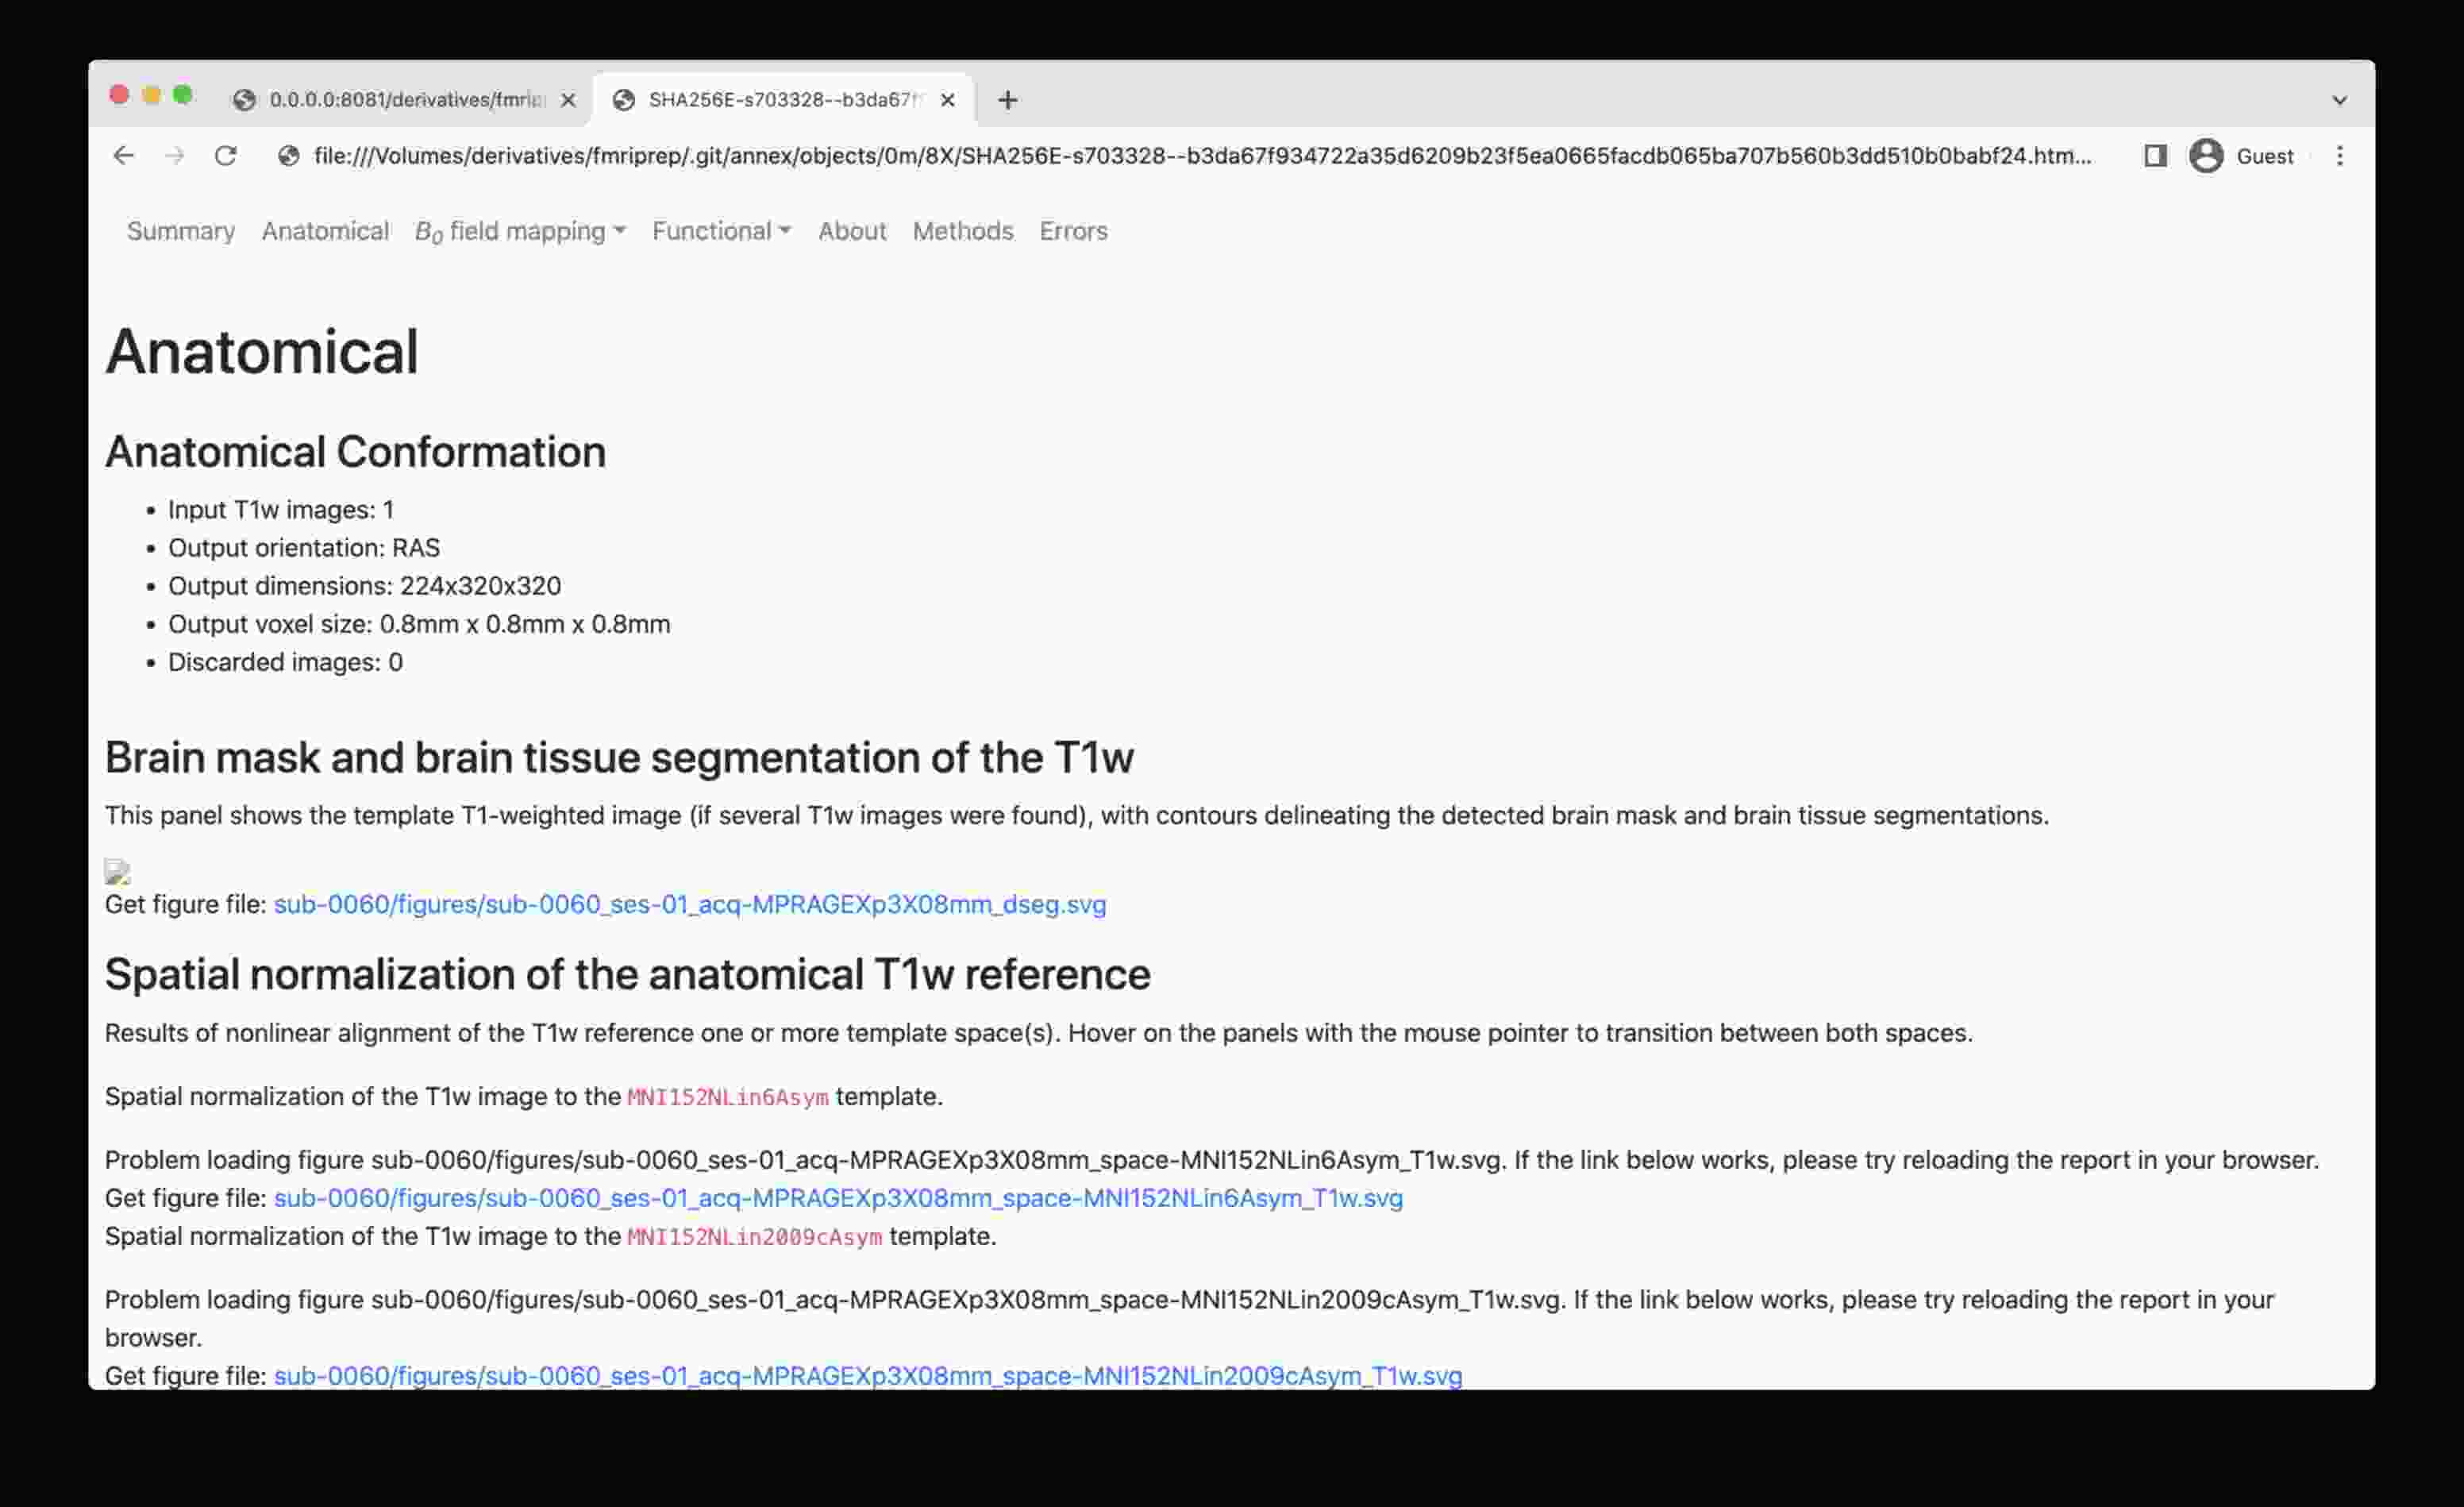 0.0.0.0:8081/derivatives/fmrip
SHA256E-s703328--b3da67f
file:///Volumes/derivatives/fmriprep/.git/annex/objects/0m/8X/SHA256E-s703328--b3da67f934722a35d6209b23f5ea0665facdb065ba707b560b3dd510b0babf24.htm...
Guest
Summary Anatomical B0 field mapping Functional About Methods Errors
Anatomical
Anatomical Conformation
• Input T1w images: 1
• Output orientation: RAS
• Output dimensions: 224x320x320
• Output voxel size: 0.8mm x 0.8mm x 0.8mm
• Discarded images: 0
Brain mask and brain tissue segmentation of the T1w
This panel shows the template T1-weighted image (if several T1w images were found), with contours delineating the detected brain mask and brain tissue segmentations.
Get figure file: sub-0060/figures/sub-0060_ses-01_acq-MPRAGEXp3X08mm_dseg.svg
Spatial normalization of the anatomical T1w reference
Results of nonlinear alignment of the T1w reference one or more template space(s). Hover on the panels with the mouse pointer to transition between both spaces.
Spatial normalization of the T1w image to the MNI152NLin6Asym template.
Problem loading figure sub-0060/figures/sub-0060_ses-01_acq-MPRAGEXp3X08mm_space-MNI152NLin6Asym_T1w.svg. If the link below works, please try reloading the report in your browser.
Get figure file: sub-0060/figures/sub-0060_ses-01_acq-MPRAGEXp3X08mm_space-MNI152NLin6Asym_T1w.svg
Spatial normalization of the T1w image to the MNI152NLin2009cAsym template.
Problem loading figure sub-0060/figures/sub-0060_ses-01_acq-MPRAGEXp3X08mm_space-MNI152NLin2009cAsym_T1w.svg. If the link below works, please try reloading the report in your
browser.
Get figure file: sub-0060/figures/sub-0060_ses-01_acq-MPRAGEXp3X08mm_space-MNI152NLin2009cAsym_T1w.svg